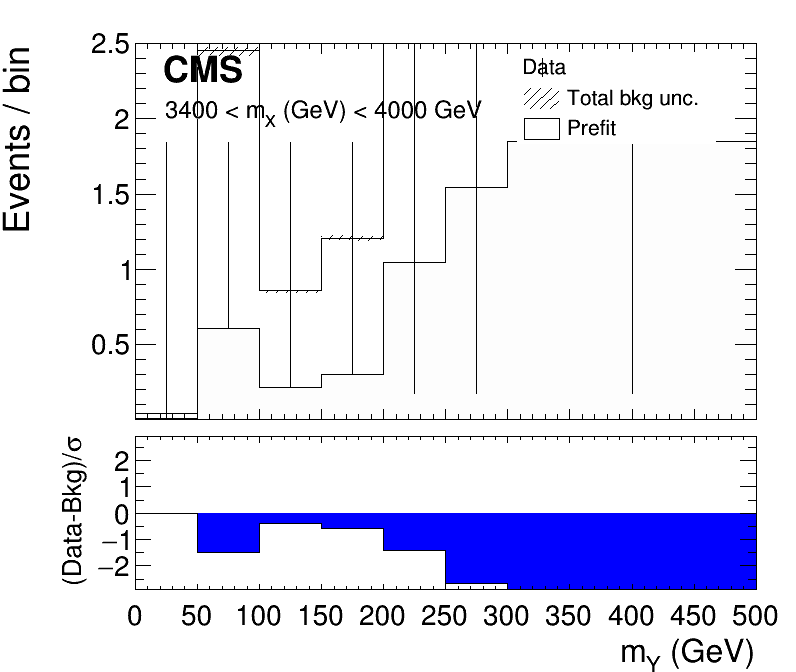 Events / bin
2.5
2
1.5
1
0.5
CMS
3400 < mX (GeV) < 4000 GeV
Data
Total bkg unc.
Prefit
(Data-Bkg)/σ
2
1
0
−1
−2
0 50 100 150 200 250 300 350 400 450 500
mY (GeV)